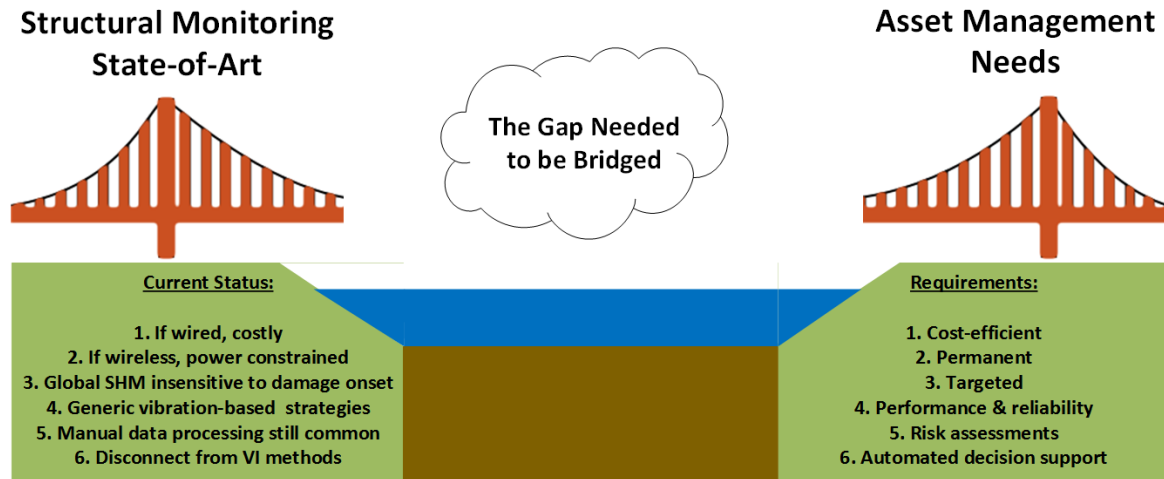 Structural Monitoring
State-of-Art
Asset Management
Needs
The Gap Needed
to be Bridged
Current Status:
1. If wired, costly
2. If wireless, power constrained
3. Global SHM insensitive to damage onset
4. Generic vibration-based strategies
5. Manual data processing still common
6. Disconnect from VI methods
Requirements:
1. Cost-efficient
2. Permanent
3. Targeted
4. Performance & reliability
5. Risk assessments
6. Automated decision support